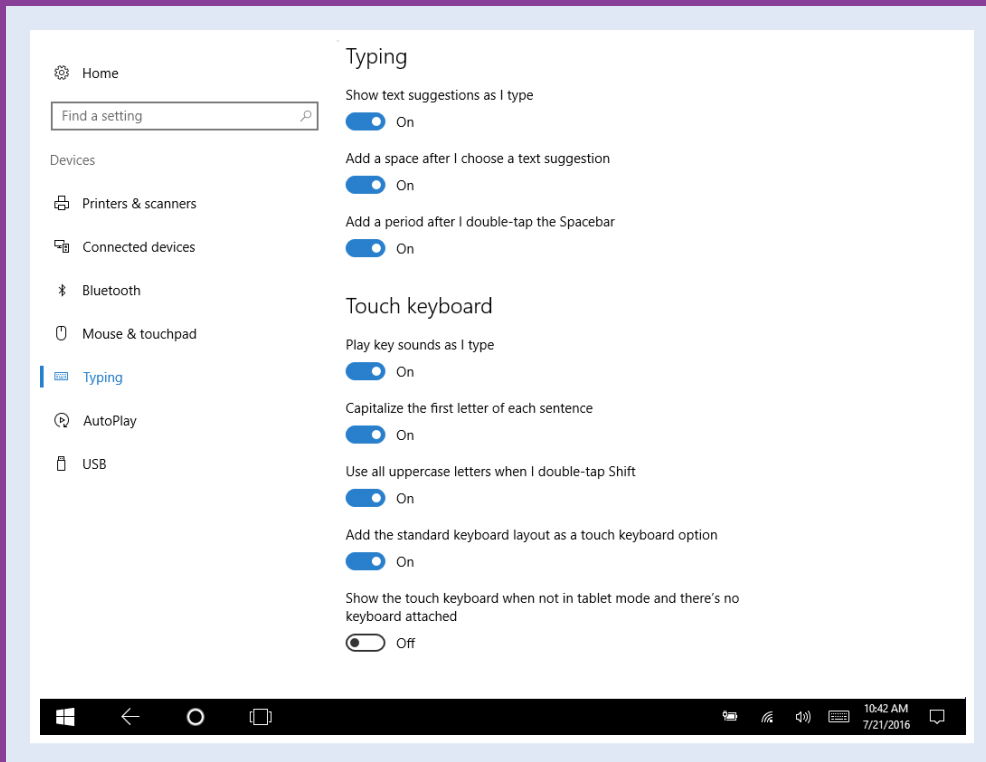 Home
Find a setting
Devices
Printers & scanners
Connected devices
Bluetooth
Mouse & touchpad
Typing
AutoPlay
USB
Typing
Show text suggestions as I type
On
Add a space after I choose a text suggestion
On
Add a period after I double-tap the Spacebar
On
Touch keyboard
Play key sounds as I type
On
Capitalize the first letter of each sentence
On
Use all uppercase letters when I double-tap Shift
On
Add the standard keyboard layout as a touch keyboard option
On
Show the touch keyboard when not in tablet mode and there's no
keyboard attached
Off
10:42 AM
7/21/2016